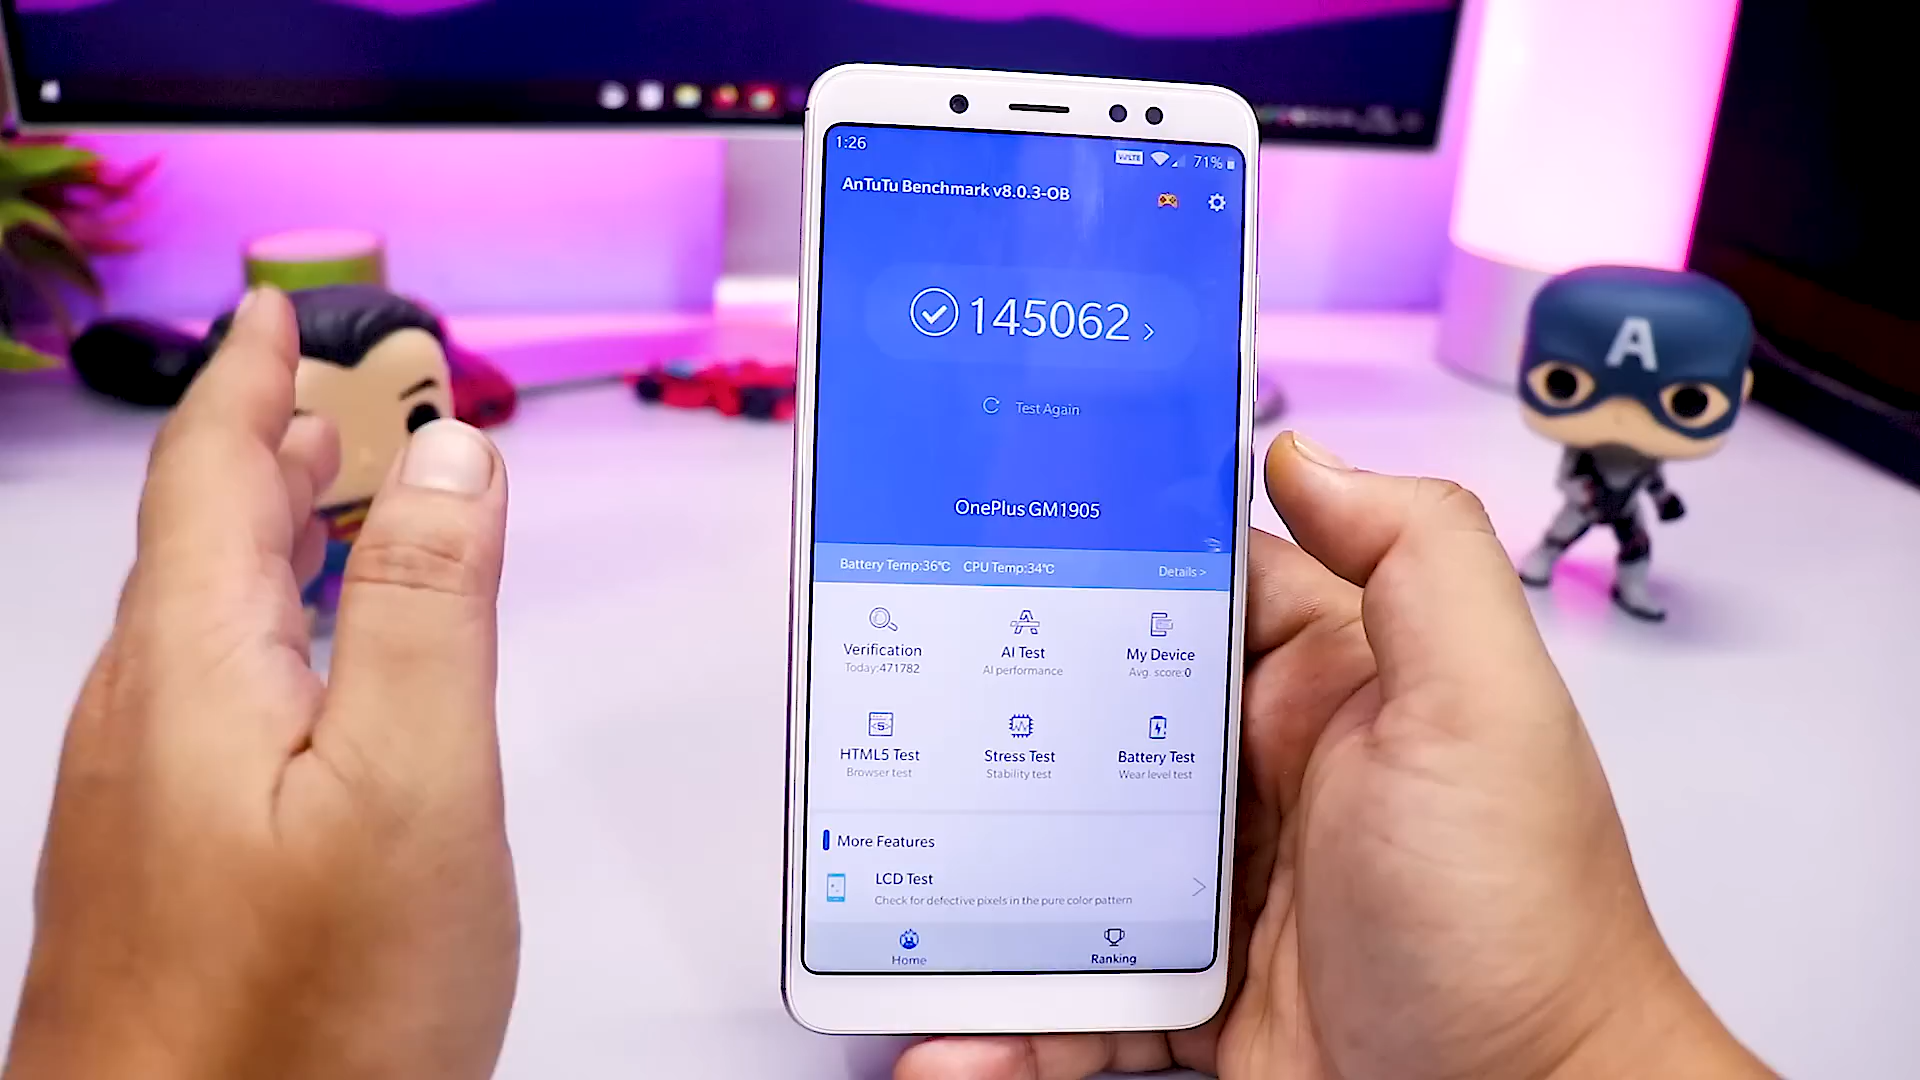 1:26
VoLTE 71%
AnTuTu Benchmark v8.0.3-OB
145062
Test Again
OnePlus GM1905
Battery Temp:36℃ CPU Temp:34℃ Details >
Verification
Today:471782
AI Test
AI performance
My Device
Avg. score:0
HTML5 Test
Browser test
Stress Test
Stability test
Battery Test
Wear level test
More Features
LCD Test
Check for defective pixels in the pure color pattern
Home
Ranking
A